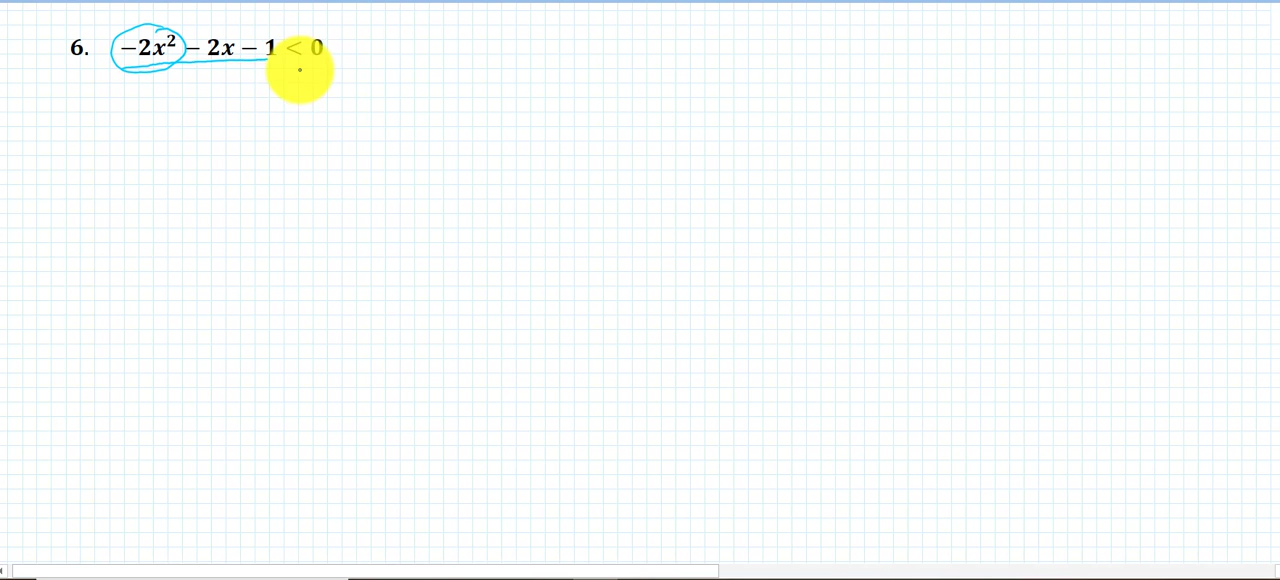 6. −2x² − 2x − 1 < 0